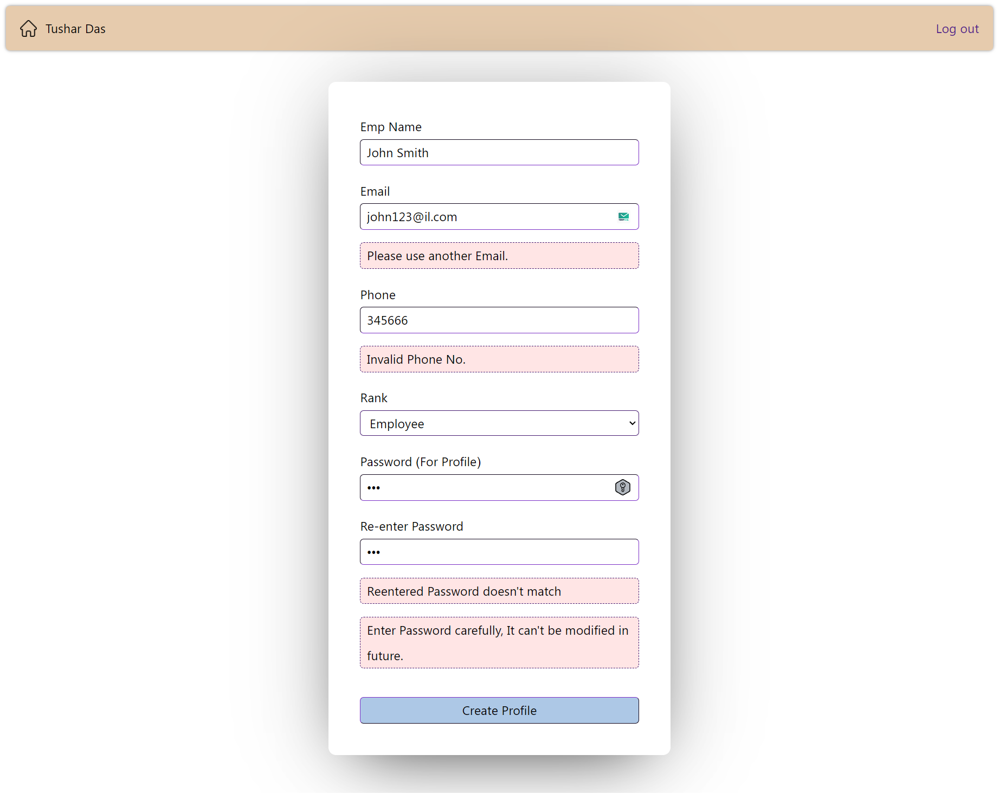 Tushar Das
Log out
Emp Name
John Smith
Email
john123@il.com
Please use another Email.
Phone
345666
Invalid Phone No.
Rank
Employee
Password (For Profile)
•••
Re-enter Password
•••
Reentered Password doesn't match
Enter Password carefully, It can't be modified in
future.
Create Profile